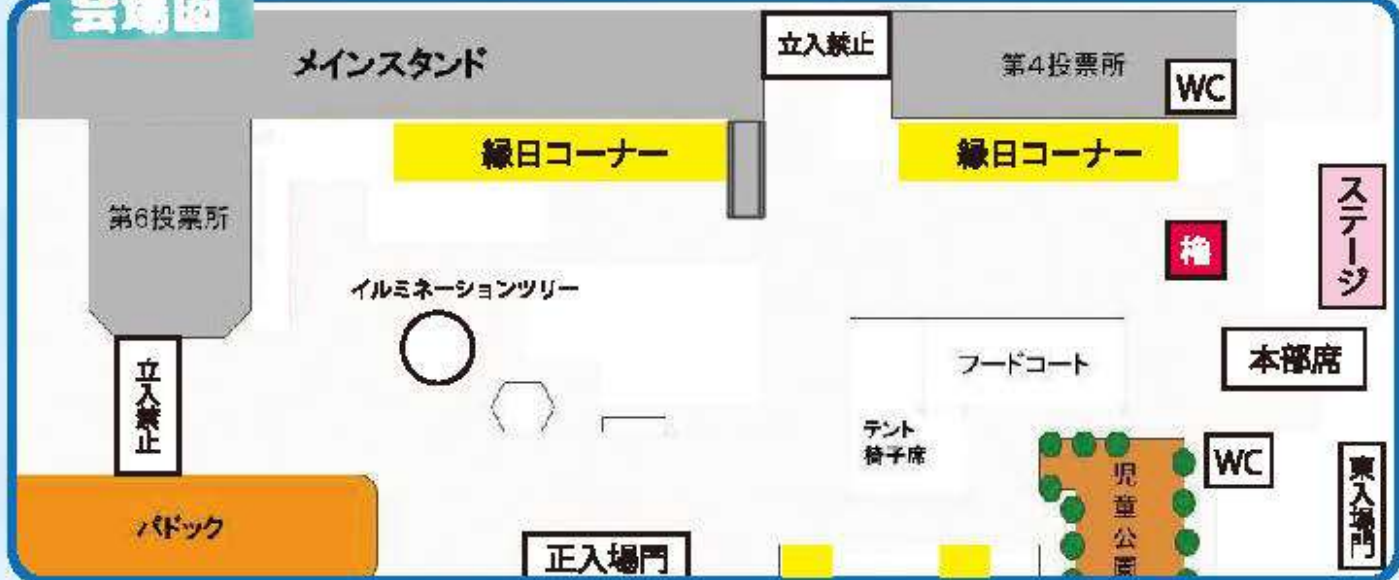 会場図
メインスタンド
立入禁止
第4投票所
WC
縁日コーナー
縁日コーナー
第6投票所
櫓
ステージ
イルミネーションツリー
フードコート
本部席
立入禁止
テント
椅子席
WC
児童公園
東入場門
パドック
正入場門